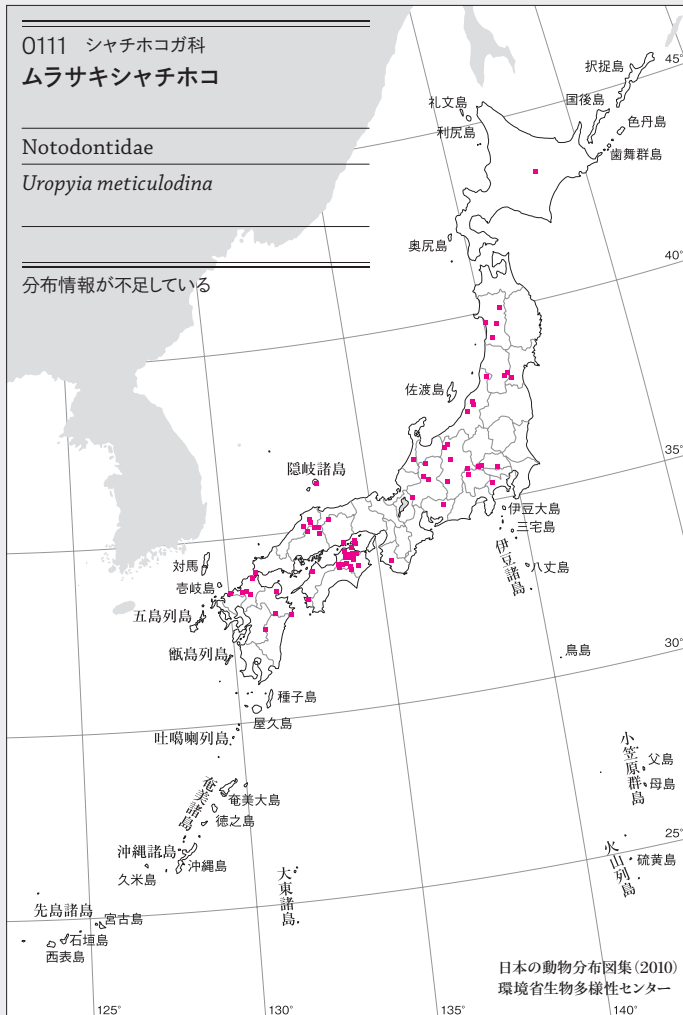 0111 シャチホコガ科
ムラサキシャチホコ
Notodontidae
Uropyia meticulodina
分布情報が不足している
45°
択捉島
国後島
礼文島
色丹島
利尻島
歯舞群島
奥尻島
40°
佐渡島
35°
隠岐諸島
伊豆大島
三宅島
伊豆諸島
八丈島
対馬
壱岐島
五島列島
甑島列島
鳥島
30°
種子島
屋久島
吐噶喇列島
小笠原群島
父島
母島
奄美諸島
奄美大島
徳之島
25°
沖縄諸島
沖縄島
久米島
火山列島
硫黄島
大東諸島
先島諸島
宮古島
石垣島
西表島
日本の動物分布図集(2010)
環境省生物多様性センター
125°
130°
135°
140°